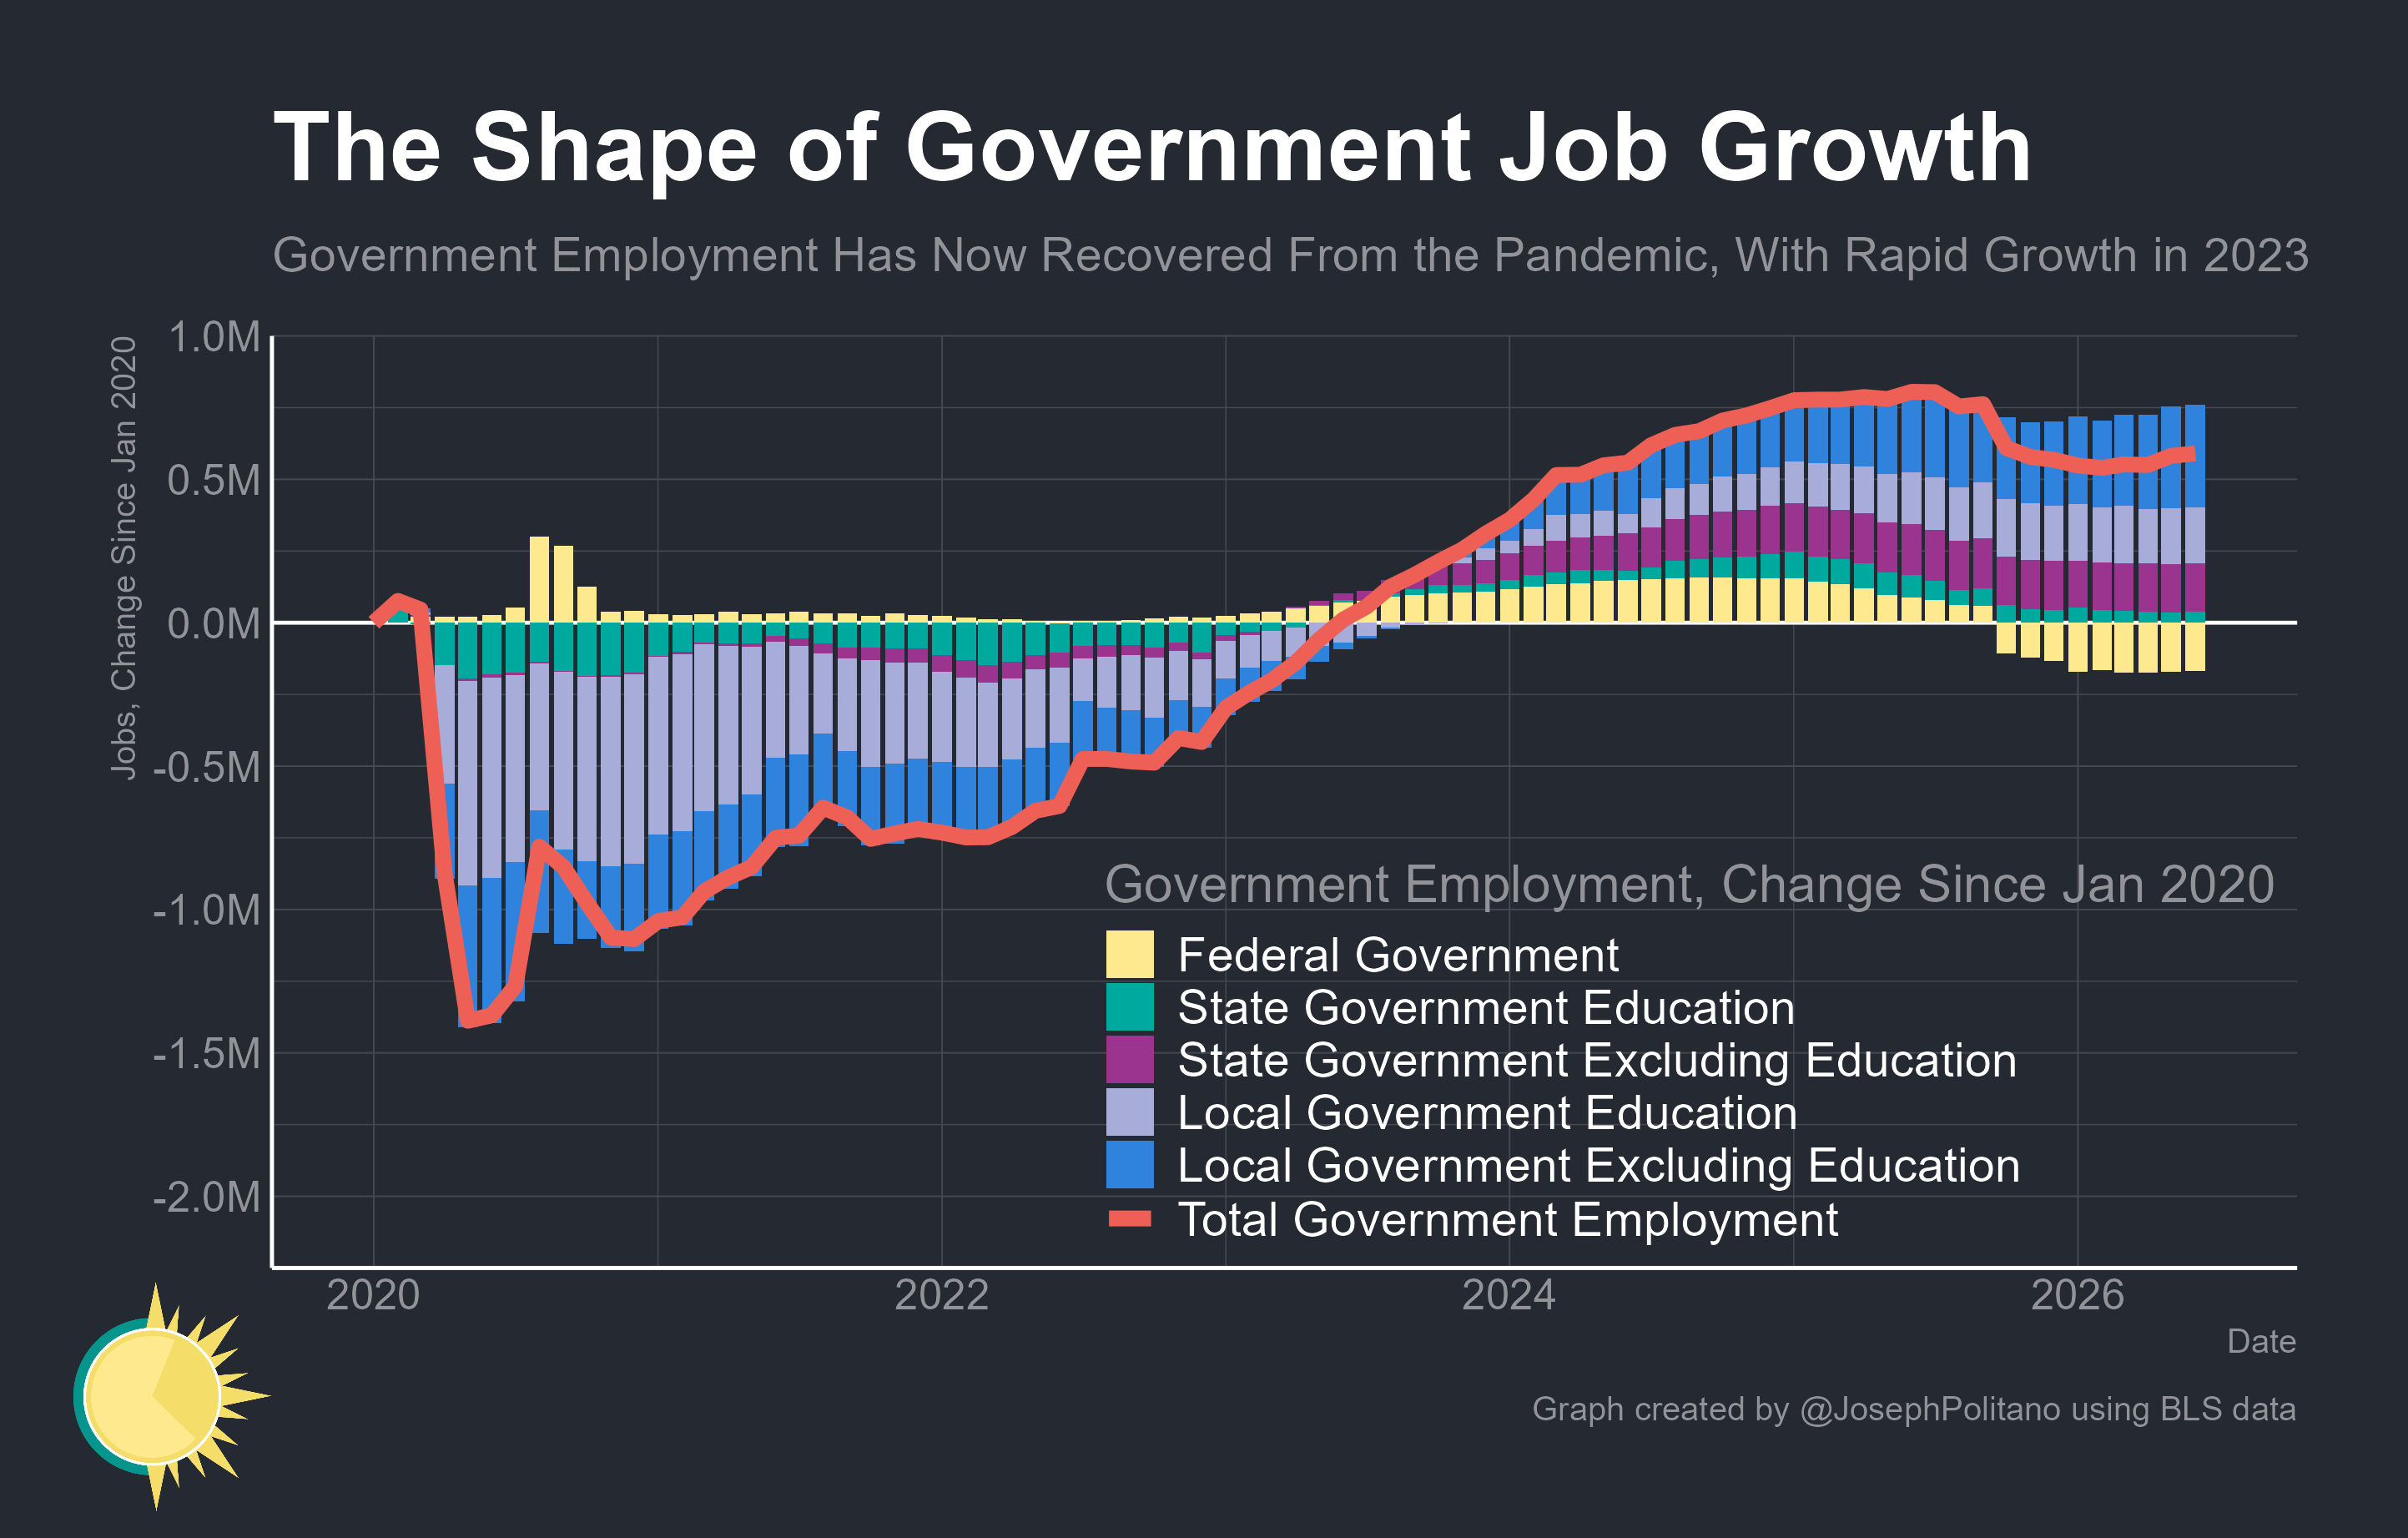 The Shape of Government Job Growth
Government Employment Has Now Recovered From the Pandemic, With Rapid Growth in 2023
Jobs, Change Since Jan 2020
1.0M
0.5M
0.0M
-0.5M
-1.0M
-1.5M
-2.0M
Government Employment, Change Since Jan 2020
Federal Government
State Government Education
State Government Excluding Education
Local Government Education
Local Government Excluding Education
Total Government Employment
2020
2022
2024
2026
Date
Graph created by @JosephPolitano using BLS data